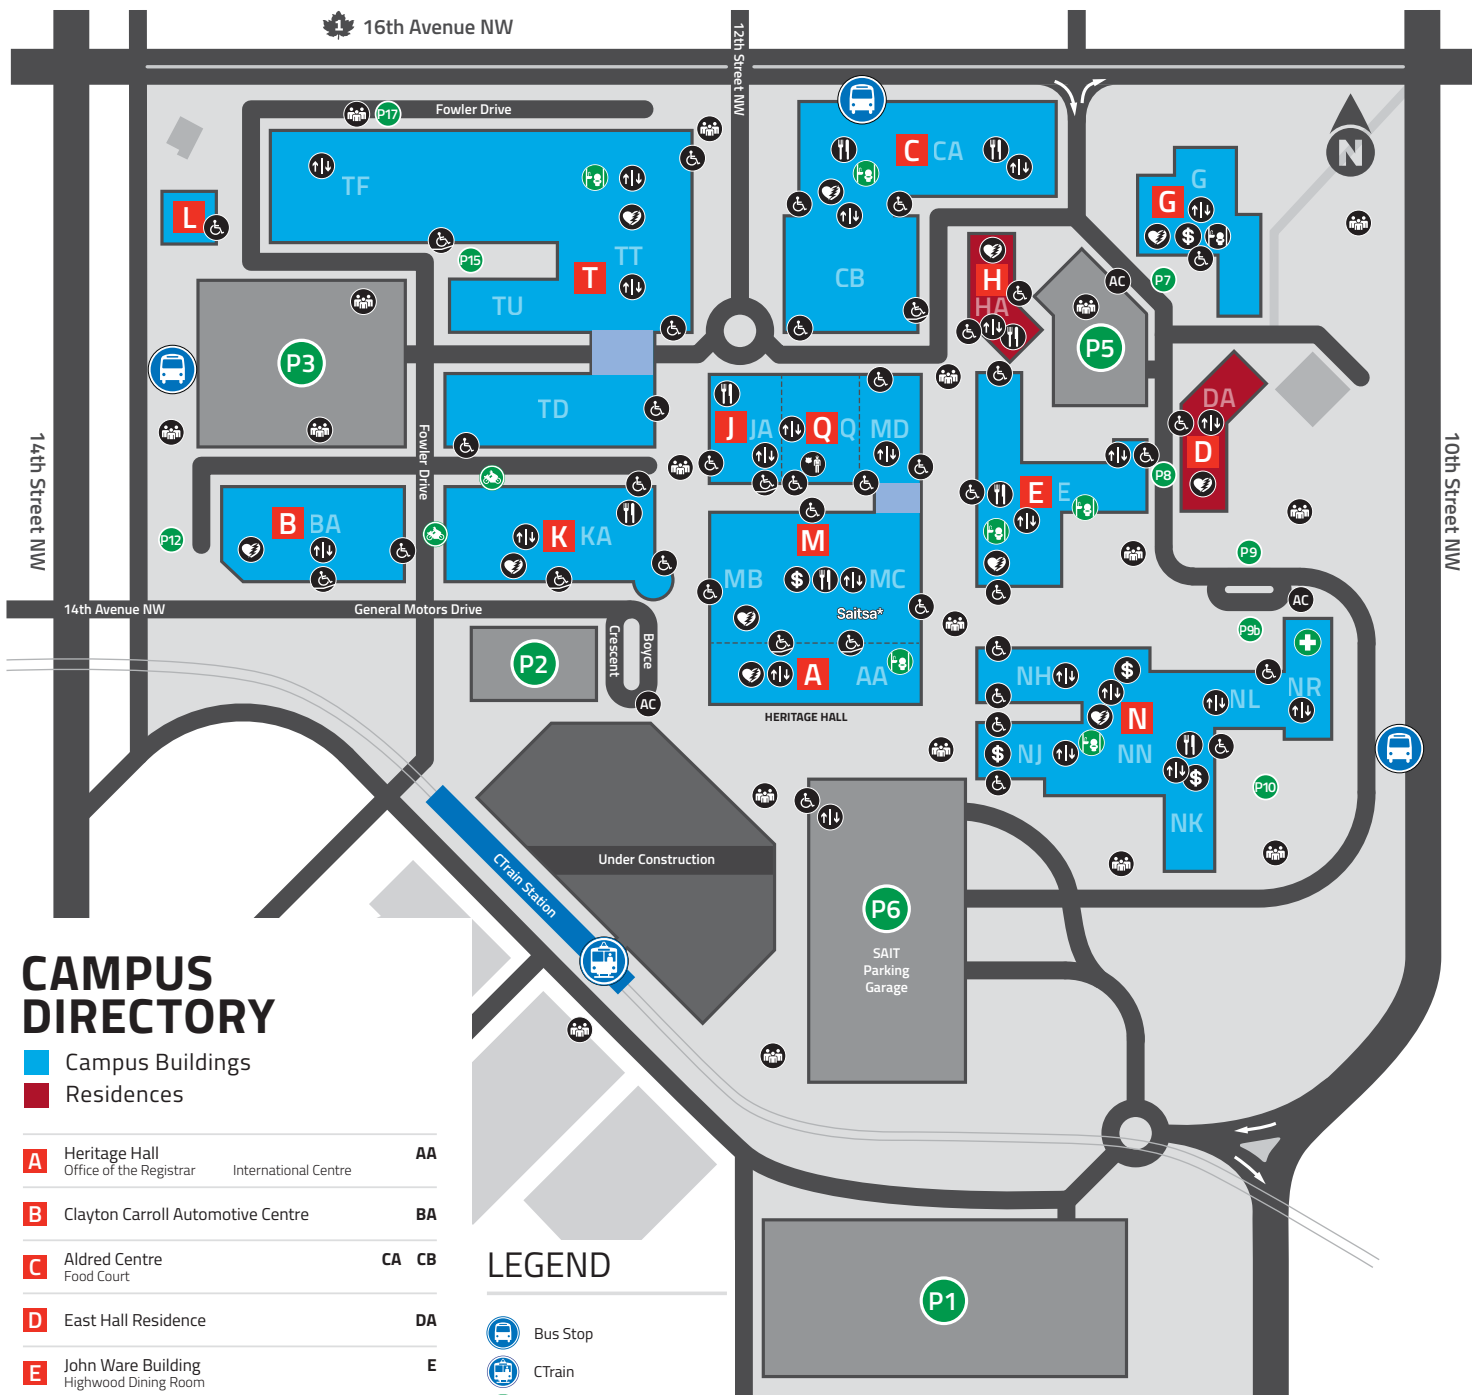 1 16th Avenue NW
12th Street NW
Fowler Drive
P17
C CA
N
TF
G
G
L
TT
P15
T
H
AC
P7
CB
HA
TU
P3
P5
TD
DA
J JA Q Q MD
14th Street NW
Fowler Drive
10th Street NW
D
P8
E E
B BA
K KA
M
P12
P9
MB $ MC
Saitsa*
AC
14th Avenue NW
General Motors Drive
Boyce
Crescent
P9b
P2
A AA
AC
HERITAGE HALL
NH $ NL NR
N
$ NJ NN
$
P10
NK
CTrain Station
Under Construction
P6
SAIT
Parking
Garage
P1
CAMPUS
DIRECTORY
Campus Buildings
Residences
A Heritage Hall AA
Office of the Registrar International Centre
B Clayton Carroll Automotive Centre BA
C Aldred Centre CA CB
Food Court
D East Hall Residence DA
E John Ware Building E
Highwood Dining Room
LEGEND
Bus Stop
CTrain